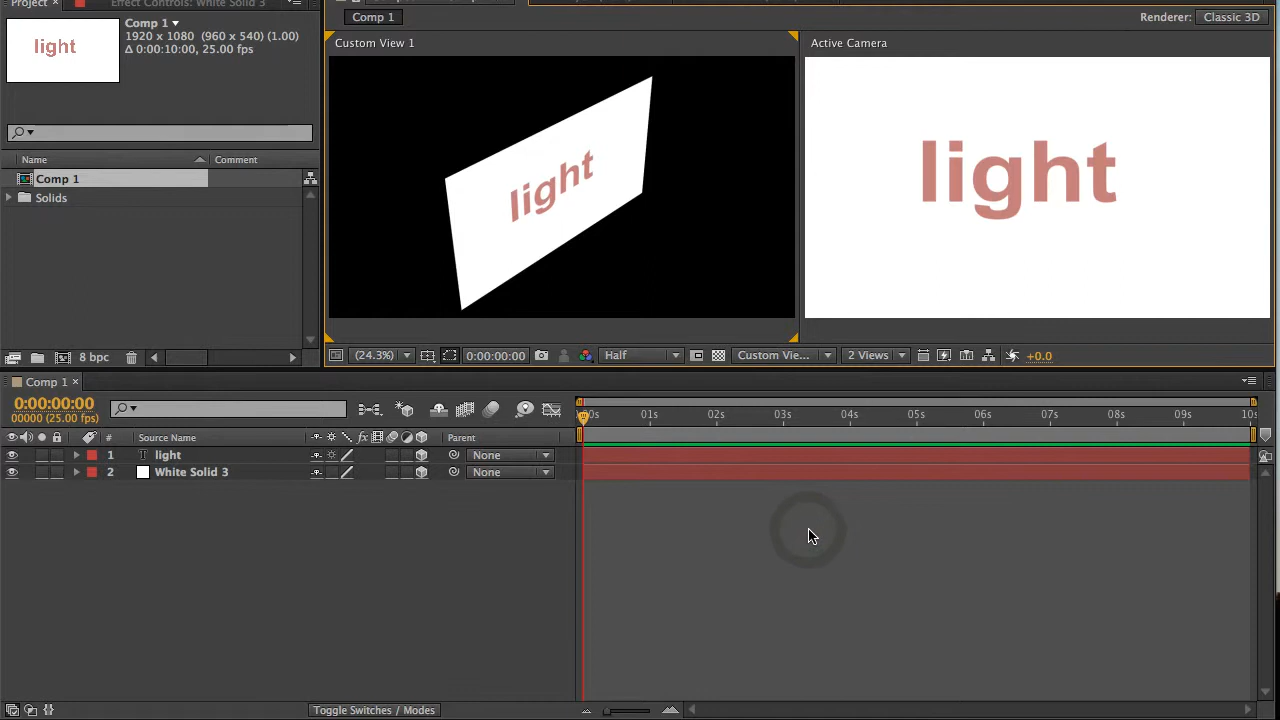 Project ×
Effect Controls: White Solid 3
Comp 1
1920 x 1080 (960 x 540) (1.00)
Δ 0:00:10:00, 25.00 fps
light
Name
Comment
Comp 1
Solids
8 bpc
Comp 1
Renderer:
Classic 3D
Custom View 1
Active Camera
light
light
(24.3%)
0:00:00:00
Half
Custom Vie...
2 Views
+0.0
Comp 1 ×
0:00:00:00
00000 (25.00 fps)
:00s 01s 02s 03s 04s 05s 06s 07s 08s 09s 10s
# Source Name fx Parent
1 T light None
2 White Solid 3 None
Toggle Switches / Modes